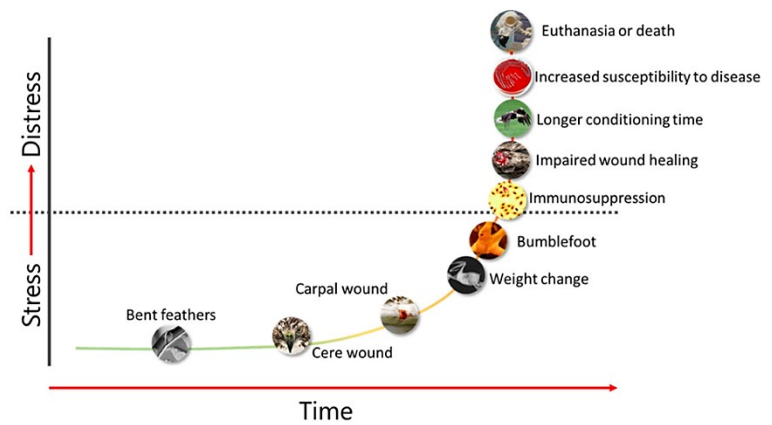 Euthanasia or death
Increased susceptibility to disease
Longer conditioning time
Impaired wound healing
Immunosuppression
Bumblefoot
Weight change
Carpal wound
Bent feathers
Cere wound
Distress
Stress
Time